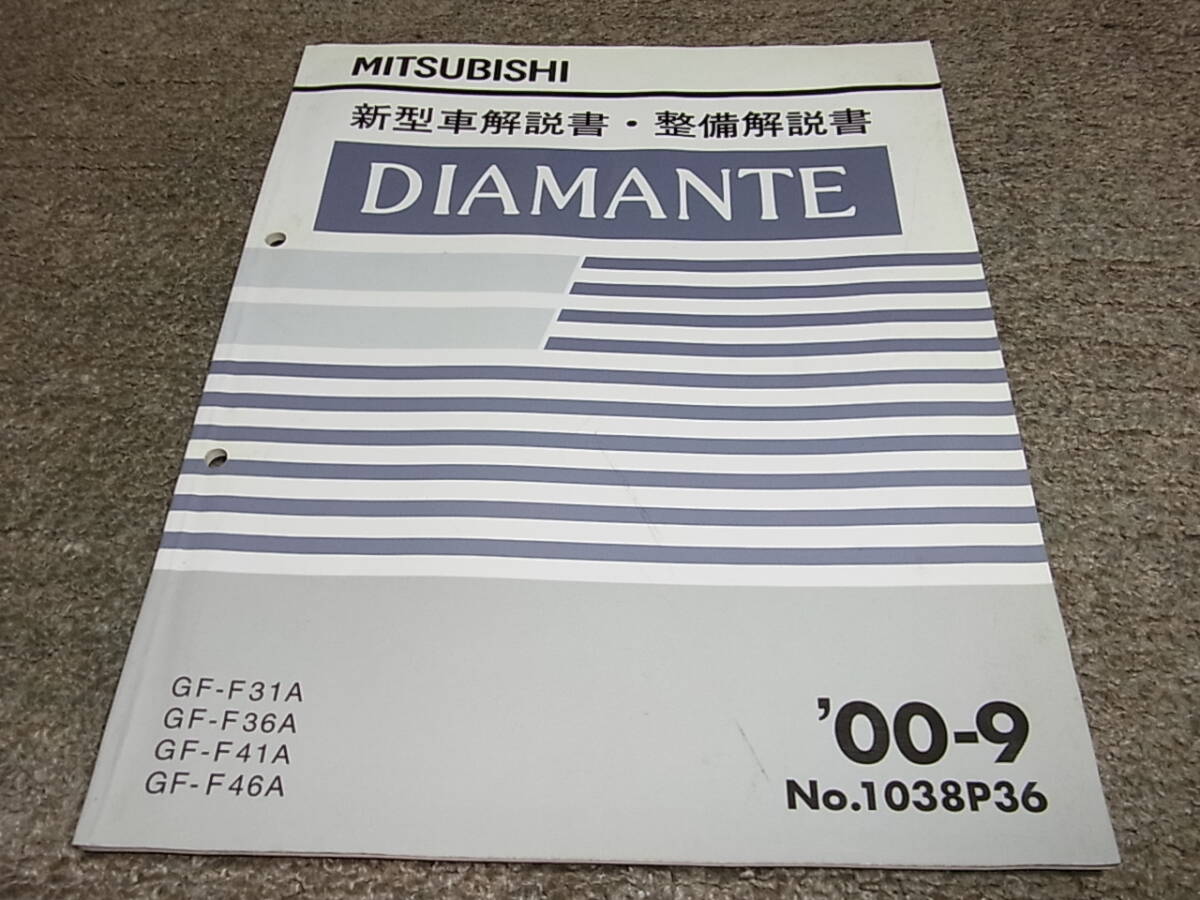 MITSUBISHI
新型車解説書・整備解説書
DIAMANTE
GF-F31A
GF-F36A
GF-F41A
GF-F46A
’00-9
No.1038P36